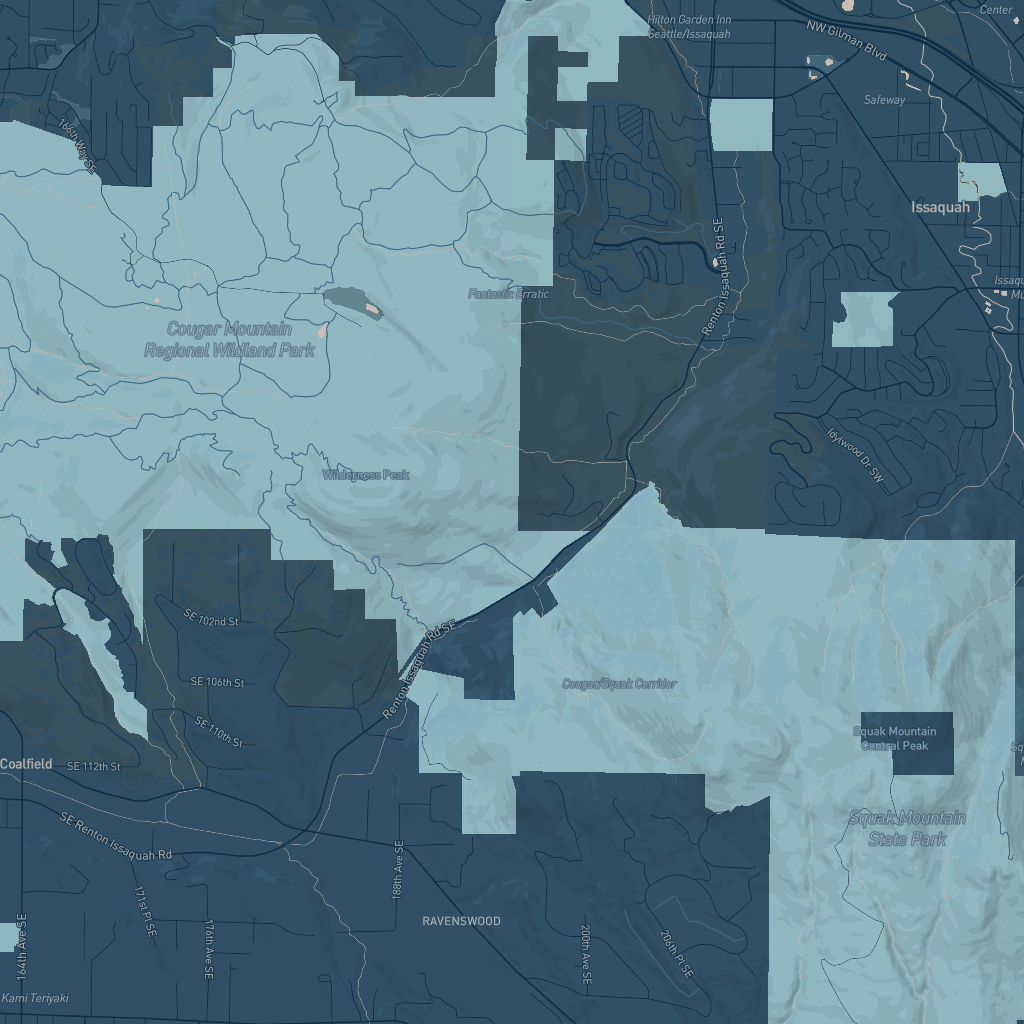 Hilton Garden Inn
Seattle/Issaquah
Center
NW Gilman Blvd
Safeway
166th Way SE
Issaquah
Renton Issaquah Rd SE
Fantastic Erratic
Cougar Mountain
Regional Wildland Park
Idylwood Dr SW
Wilderness Peak
SE 102nd St
Renton Issaquah Rd SE
SE 106th St
Cougar/Squak Corridor
SE 110th St
Squak Mountain
Central Peak
Coalfield
SE 112th St
Squak Mountain
State Park
SE Renton Issaquah Rd
188th Ave SE
171st Pl SE
176th Ave SE
164th Ave SE
RAVENSWOOD
200th Ave SE
206th Pl SE
Kami Teriyaki